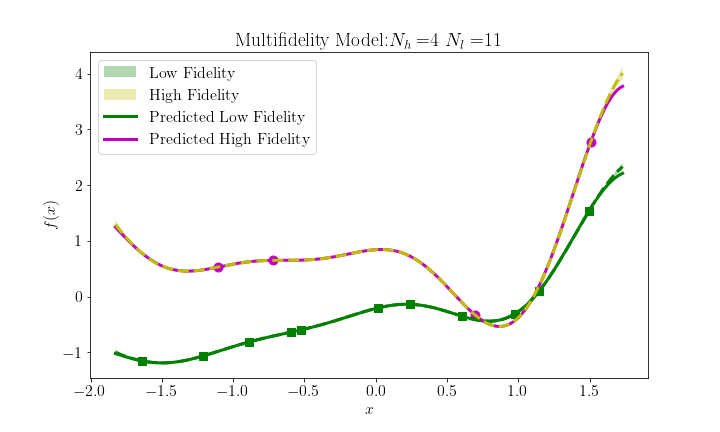 Multifidelity Model:N_h=4 N_l=11
Low Fidelity
High Fidelity
Predicted Low Fidelity
Predicted High Fidelity
f(x)
4
3
2
1
0
−1
−2.0 −1.5 −1.0 −0.5 0.0 0.5 1.0 1.5
x